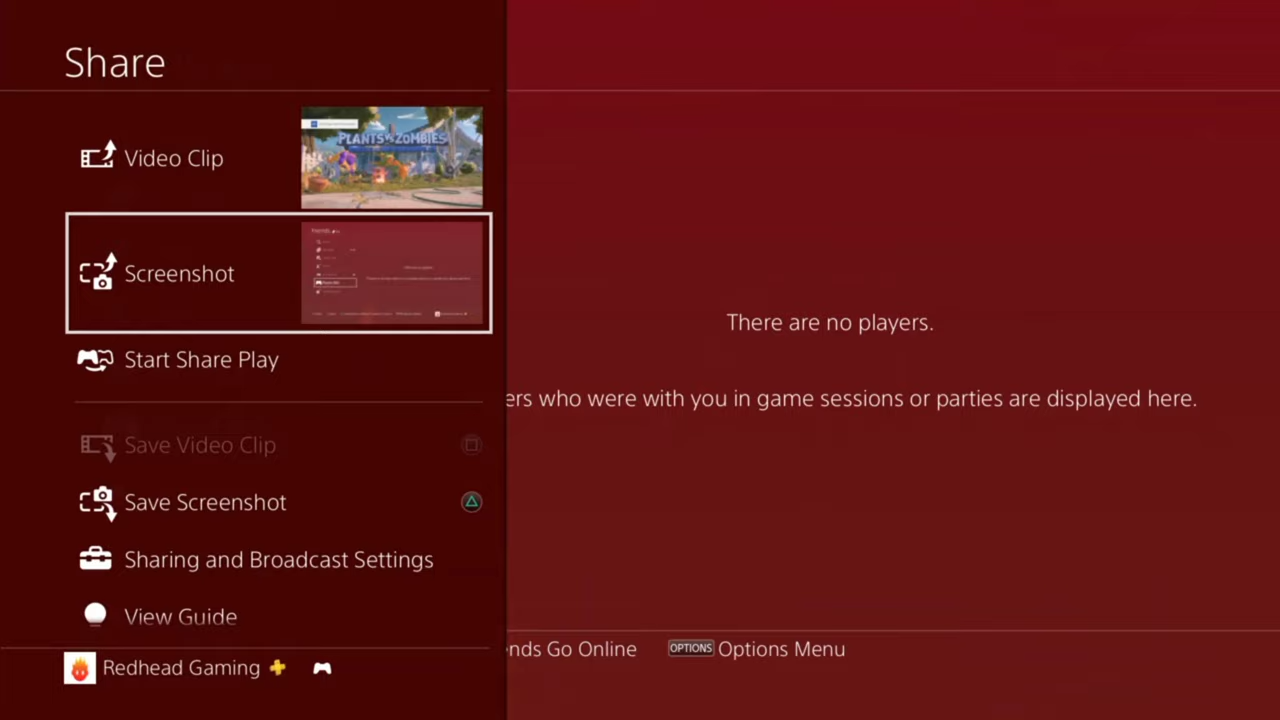 Share
Video Clip
PLANTS VS ZOMBIES
Screenshot
Friends
Start Share Play
There are no players.
ers who were with you in game sessions or parties are displayed here.
Save Video Clip
Save Screenshot
Sharing and Broadcast Settings
View Guide
nds Go Online
OPTIONS Options Menu
Redhead Gaming